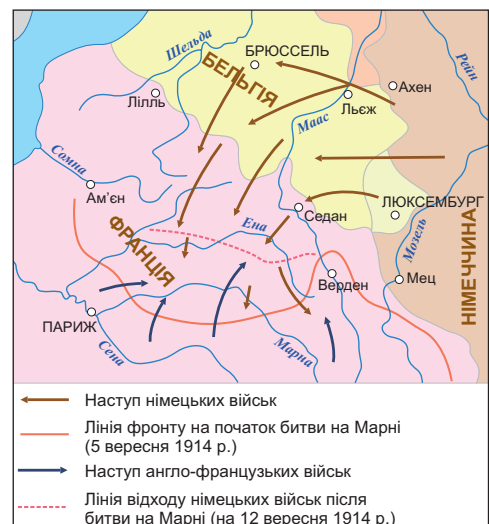 Шельда
БРЮССЕЛЬ
Рейн
БЕЛЬГІЯ
Ахен
Лілль
Льєж
Маас
Сомна
Ам’єн
ЛЮКСЕМБУРГ
Седан
Ена
ФРАНЦІЯ
Мозель
НІМЕЧЧИНА
Мец
Верден
ПАРИЖ
Сена
Марна
Наступ німецьких військ
Лінія фронту на початок битви на Марні
(5 вересня 1914 р.)
Наступ англо-французьких військ
Лінія відходу німецьких військ після
битви на Марні (на 12 вересня 1914 р.)